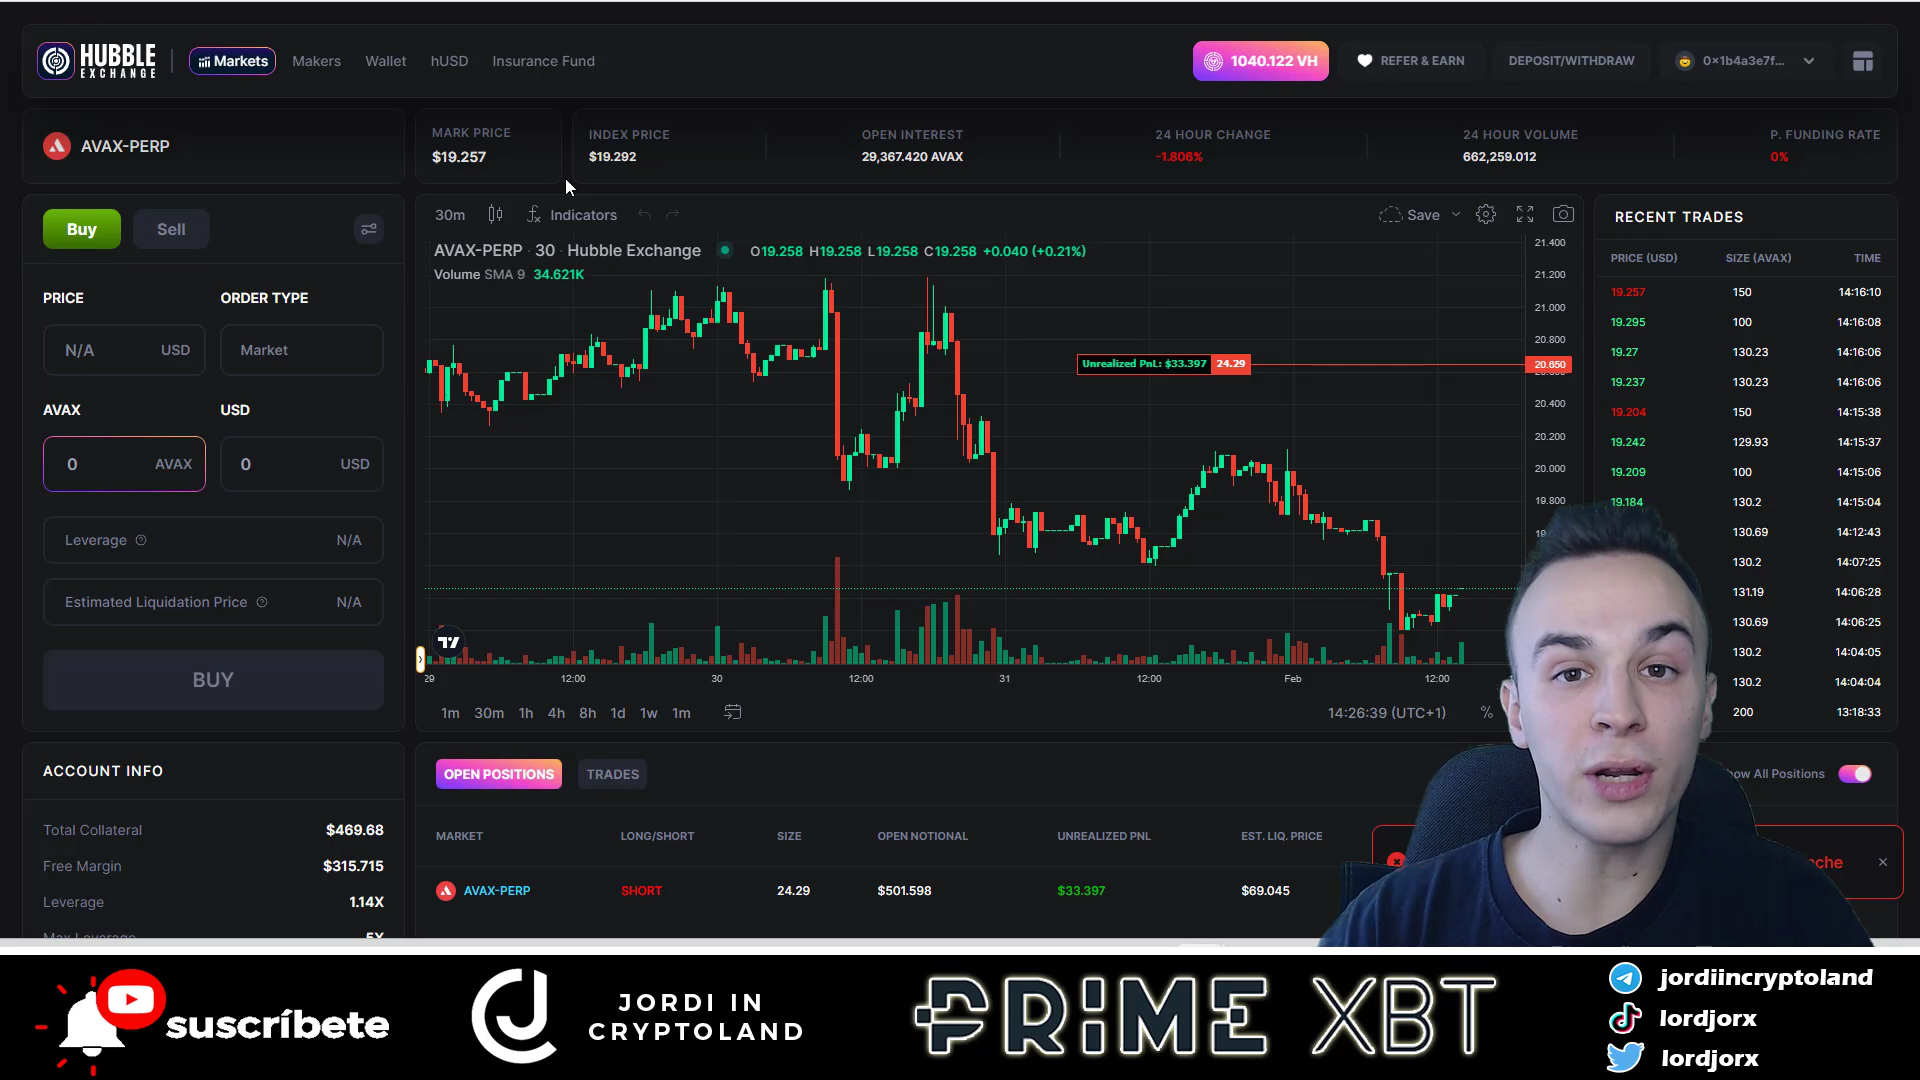 HUBBLE
EXCHANGE
Markets
Makers
Wallet
hUSD
Insurance Fund
1040.122 VH
REFER & EARN
DEPOSIT/WITHDRAW
0x1b4a3e7f...
AVAX-PERP
MARK PRICE
$19.257
INDEX PRICE
$19.292
OPEN INTEREST
29,367.420 AVAX
24 HOUR CHANGE
-1.806%
24 HOUR VOLUME
662,259.012
P. FUNDING RATE
0%
Buy
Sell
PRICE
ORDER TYPE
N/A USD
Market
AVAX
USD
0 AVAX
0 USD
Leverage N/A
Estimated Liquidation Price N/A
BUY
30m
Indicators
Save
AVAX-PERP · 30 · Hubble Exchange
O19.258 H19.258 L19.258 C19.258 +0.040 (+0.21%)
Volume SMA 9 34.621K
Unrealized PnL: $33.397 24.29
21.400
21.200
21.000
20.800
20.650
20.400
20.200
20.000
19.800
29 12:00 30 12:00 31 12:00 Feb 12:00
1m 30m 1h 4h 8h 1d 1w 1m
14:26:39 (UTC+1)
%
RECENT TRADES
PRICE (USD) SIZE (AVAX) TIME
19.257 150 14:16:10
19.295 100 14:16:08
19.27 130.23 14:16:06
19.237 130.23 14:16:06
19.204 150 14:15:38
19.242 129.93 14:15:37
19.209 100 14:15:06
19.184 130.2 14:15:04
130.69 14:12:43
130.2 14:07:25
131.19 14:06:28
130.69 14:06:25
130.2 14:04:05
130.2 14:04:04
200 13:18:33
ACCOUNT INFO
Total Collateral $469.68
Free Margin $315.715
Leverage 1.14X
Max Leverage 5X
OPEN POSITIONS
TRADES
ow All Positions
MARKET LONG/SHORT SIZE OPEN NOTIONAL UNREALIZED PNL EST. LIQ. PRICE
AVAX-PERP SHORT 24.29 $501.598 $33.397 $69.045
che
suscríbete
JORDI IN
CRYPTOLAND
PRIME XBT
jordiincryptoland
lordjorx
lordjorx